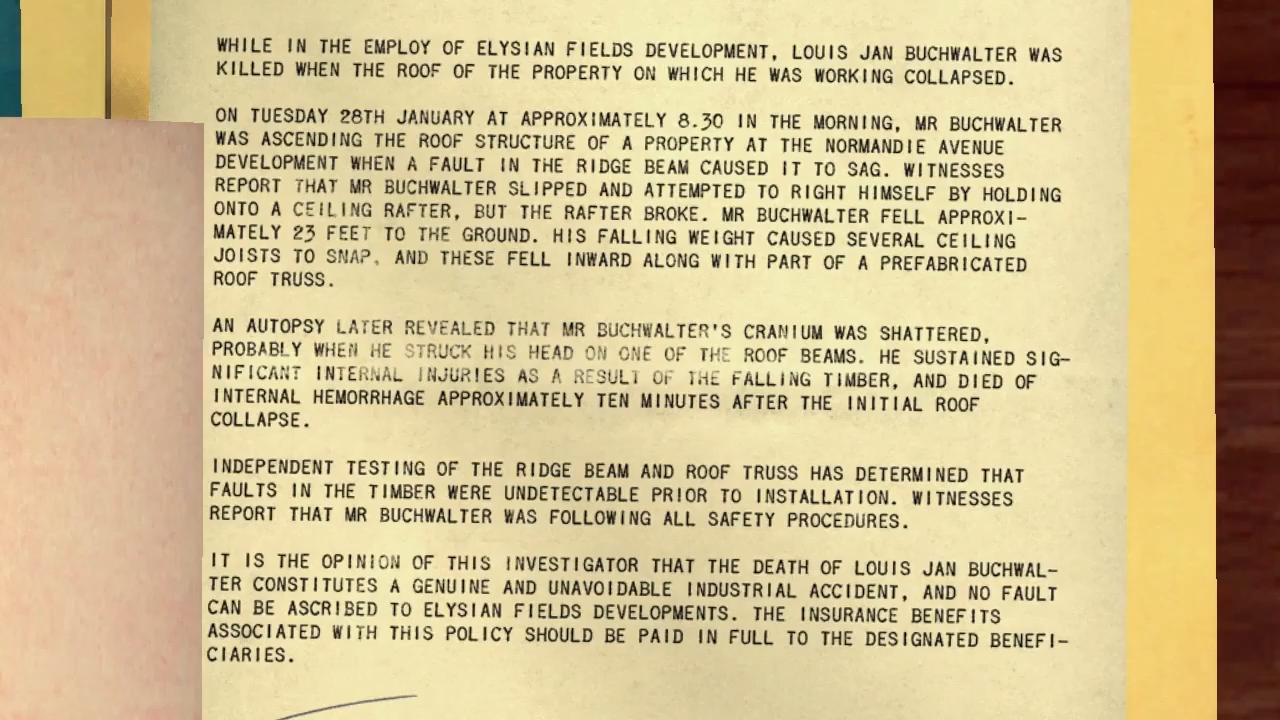 WHILE IN THE EMPLOY OF ELYSIAN FIELDS DEVELOPMENT, LOUIS JAN BUCHWALTER WAS
KILLED WHEN THE ROOF OF THE PROPERTY ON WHICH HE WAS WORKING COLLAPSED.
ON TUESDAY 28TH JANUARY AT APPROXIMATELY 8.30 IN THE MORNING, MR BUCHWALTER
WAS ASCENDING THE ROOF STRUCTURE OF A PROPERTY AT THE NORMANDIE AVENUE
DEVELOPMENT WHEN A FAULT IN THE RIDGE BEAM CAUSED IT TO SAG. WITNESSES
REPORT THAT MR BUCHWALTER SLIPPED AND ATTEMPTED TO RIGHT HIMSELF BY HOLDING
ONTO A CEILING RAFTER, BUT THE RAFTER BROKE. MR BUCHWALTER FELL APPROXI-
MATELY 23 FEET TO THE GROUND. HIS FALLING WEIGHT CAUSED SEVERAL CEILING
JOISTS TO SNAP, AND THESE FELL INWARD ALONG WITH PART OF A PREFABRICATED
ROOF TRUSS.
AN AUTOPSY LATER REVEALED THAT MR BUCHWALTER'S CRANIUM WAS SHATTERED,
PROBABLY WHEN HE STRUCK HIS HEAD ON ONE OF THE ROOF BEAMS. HE SUSTAINED SIG-
NIFICANT INTERNAL INJURIES AS A RESULT OF THE FALLING TIMBER, AND DIED OF
INTERNAL HEMORRHAGE APPROXIMATELY TEN MINUTES AFTER THE INITIAL ROOF
COLLAPSE.
INDEPENDENT TESTING OF THE RIDGE BEAM AND ROOF TRUSS HAS DETERMINED THAT
FAULTS IN THE TIMBER WERE UNDETECTABLE PRIOR TO INSTALLATION. WITNESSES
REPORT THAT MR BUCHWALTER WAS FOLLOWING ALL SAFETY PROCEDURES.
IT IS THE OPINION OF THIS INVESTIGATOR THAT THE DEATH OF LOUIS JAN BUCHWAL-
TER CONSTITUTES A GENUINE AND UNAVOIDABLE INDUSTRIAL ACCIDENT, AND NO FAULT
CAN BE ASCRIBED TO ELYSIAN FIELDS DEVELOPMENTS. THE INSURANCE BENEFITS
ASSOCIATED WITH THIS POLICY SHOULD BE PAID IN FULL TO THE DESIGNATED BENEFI-
CIARIES.